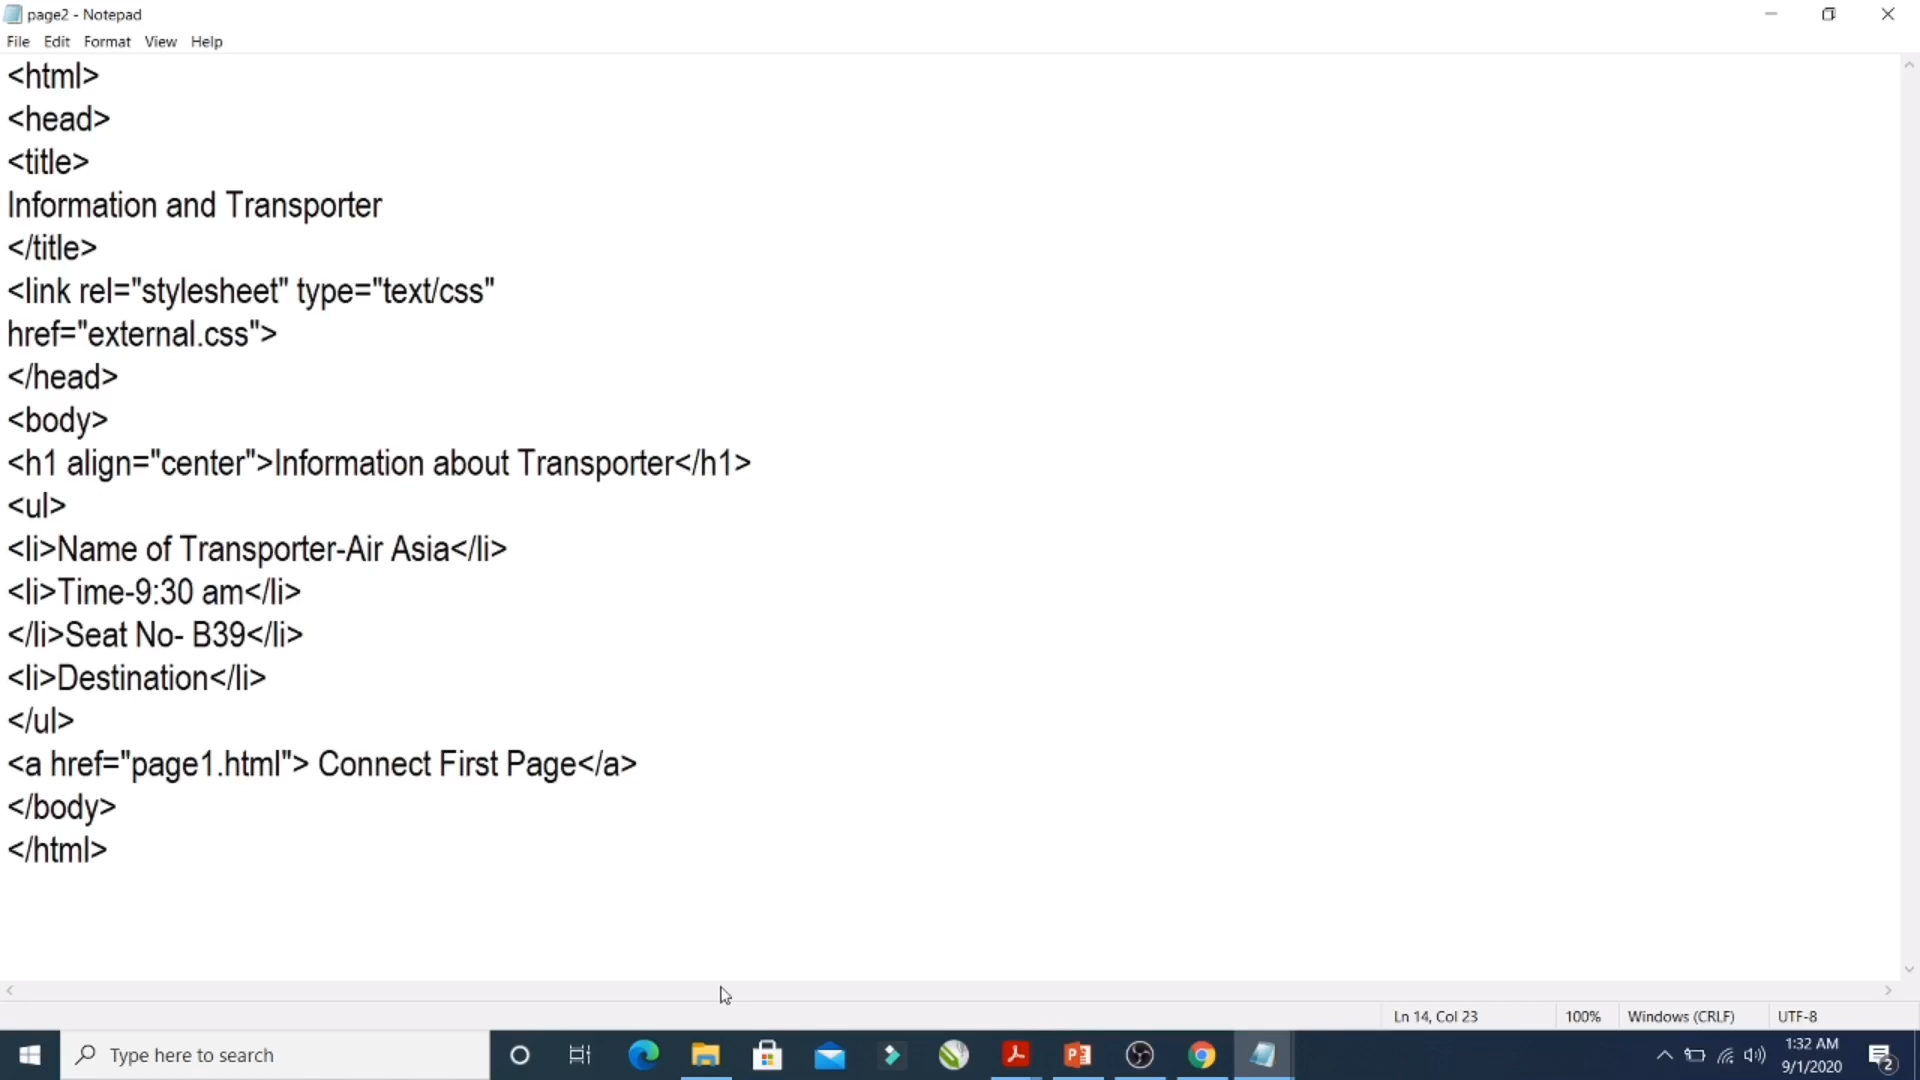 page2 - Notepad
File Edit Format View Help
<html>
<head>
<title>
Information and Transporter
</title>
<link rel="stylesheet" type="text/css"
href="external.css">
</head>
<body>
<h1 align="center">Information about Transporter</h1>
<ul>
<li>Name of Transporter-Air Asia</li>
<li>Time-9:30 am</li>
</li>Seat No- B39</li>
<li>Destination</li>
</ul>
<a href="page1.html"> Connect First Page</a>
</body>
</html>
Ln 14, Col 23 100% Windows (CRLF) UTF-8
Type here to search
1:32 AM
9/1/2020
2